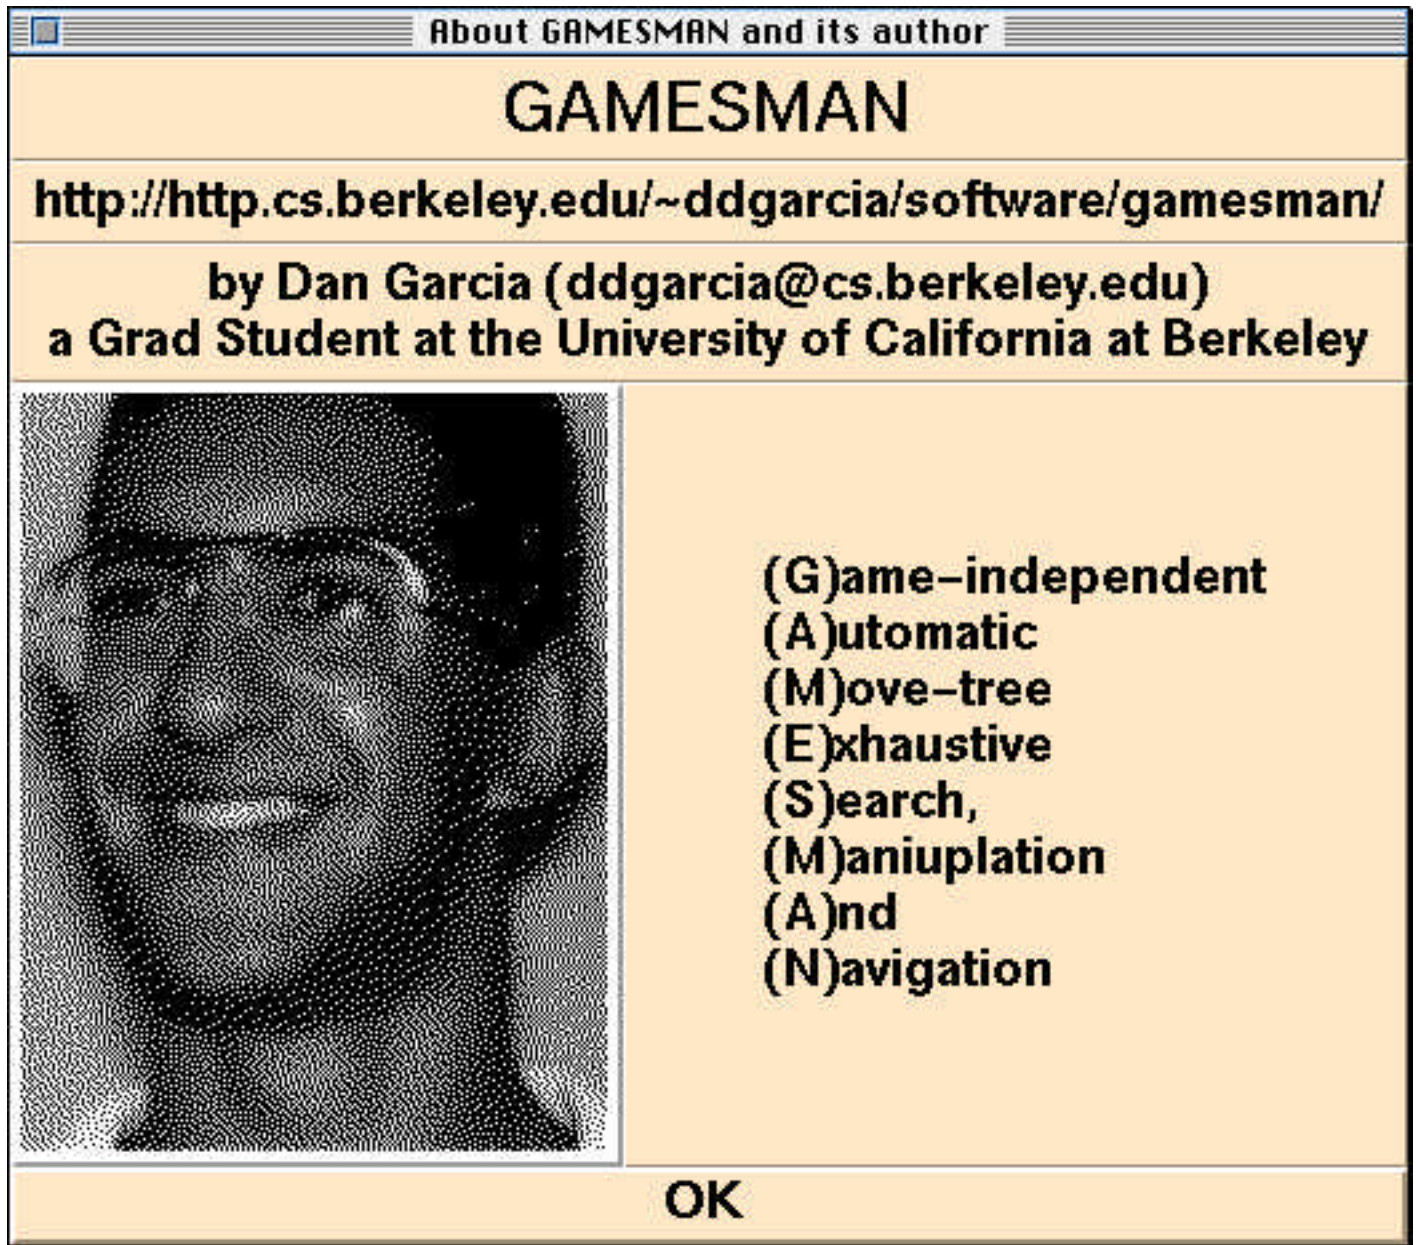 About GAMESMAN and its author
GAMESMAN
http://http.cs.berkeley.edu/~ddgarcia/software/gamesman/
by Dan Garcia (ddgarcia@cs.berkeley.edu)
a Grad Student at the University of California at Berkeley
(G)ame-independent
(A)utomatic
(M)ove-tree
(E)xhaustive
(S)earch,
(M)aniuplation
(A)nd
(N)avigation
OK